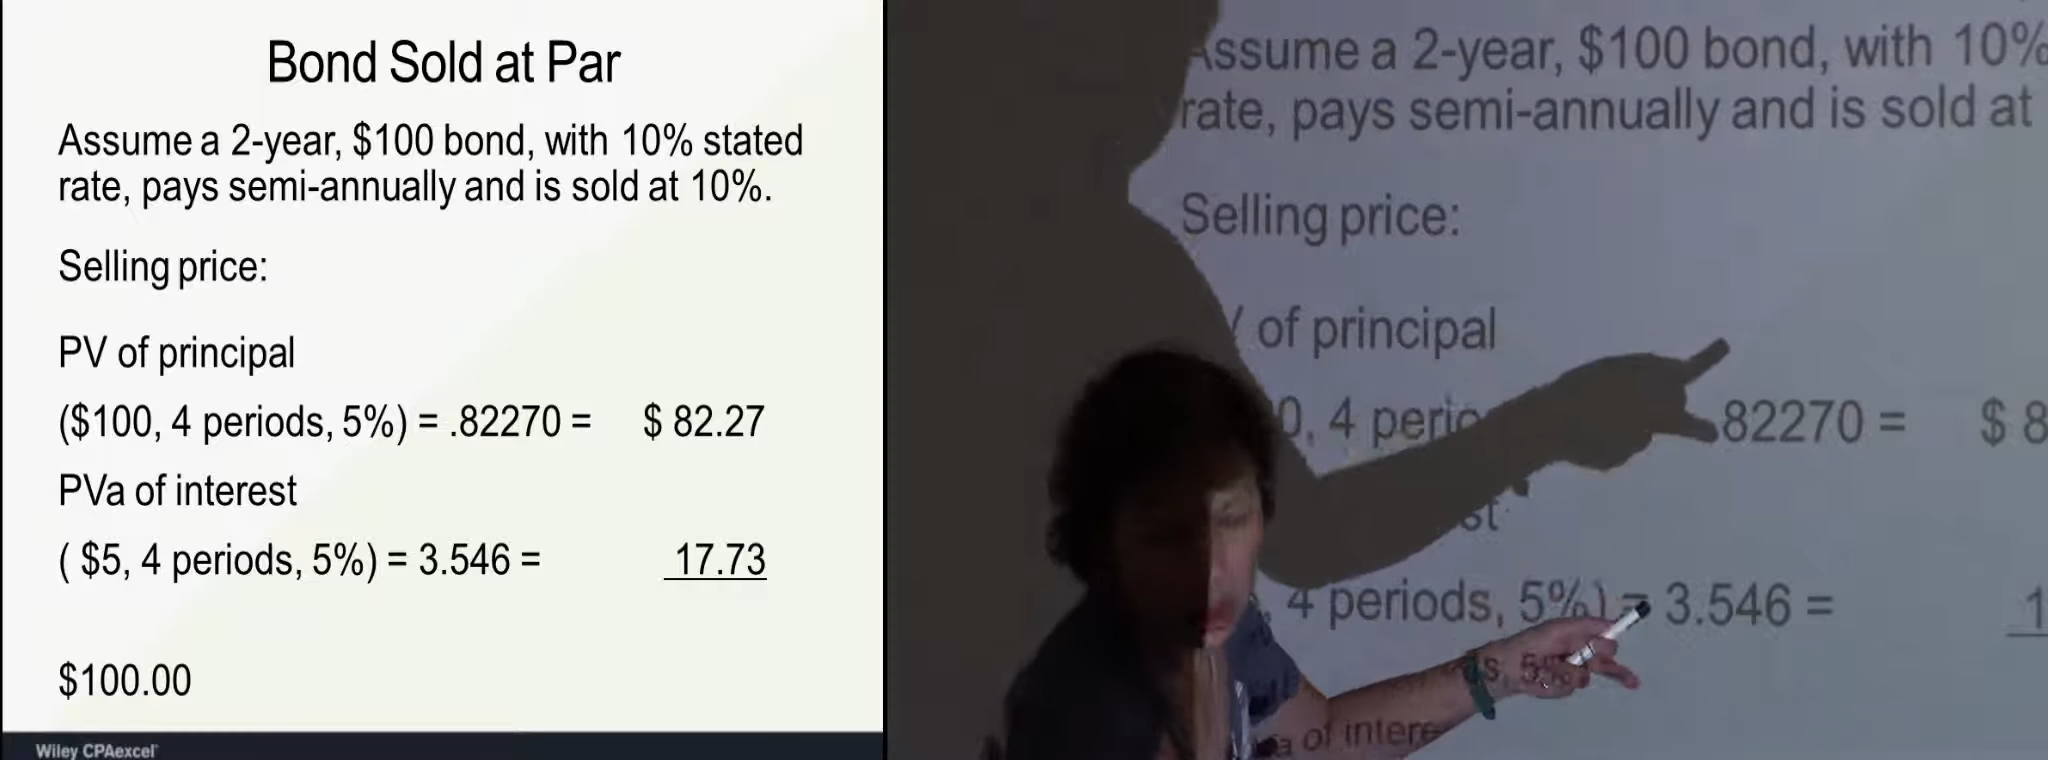 Bond Sold at Par
Assume a 2-year, $100 bond, with 10% stated
rate, pays semi-annually and is sold at 10%.
Selling price:
PV of principal
($100, 4 periods, 5%) = .82270 = $ 82.27
PVa of interest
( $5, 4 periods, 5%) = 3.546 = 17.73
$100.00
Wiley CPAexcel
Assume a 2-year, $100 bond, with 10%
rate, pays semi-annually and is sold at
Selling price:
of principal
0, 4 perio 82270 = $ 8
st
4 periods, 5%) = 3.546 = 1
s, 5%
a of intere